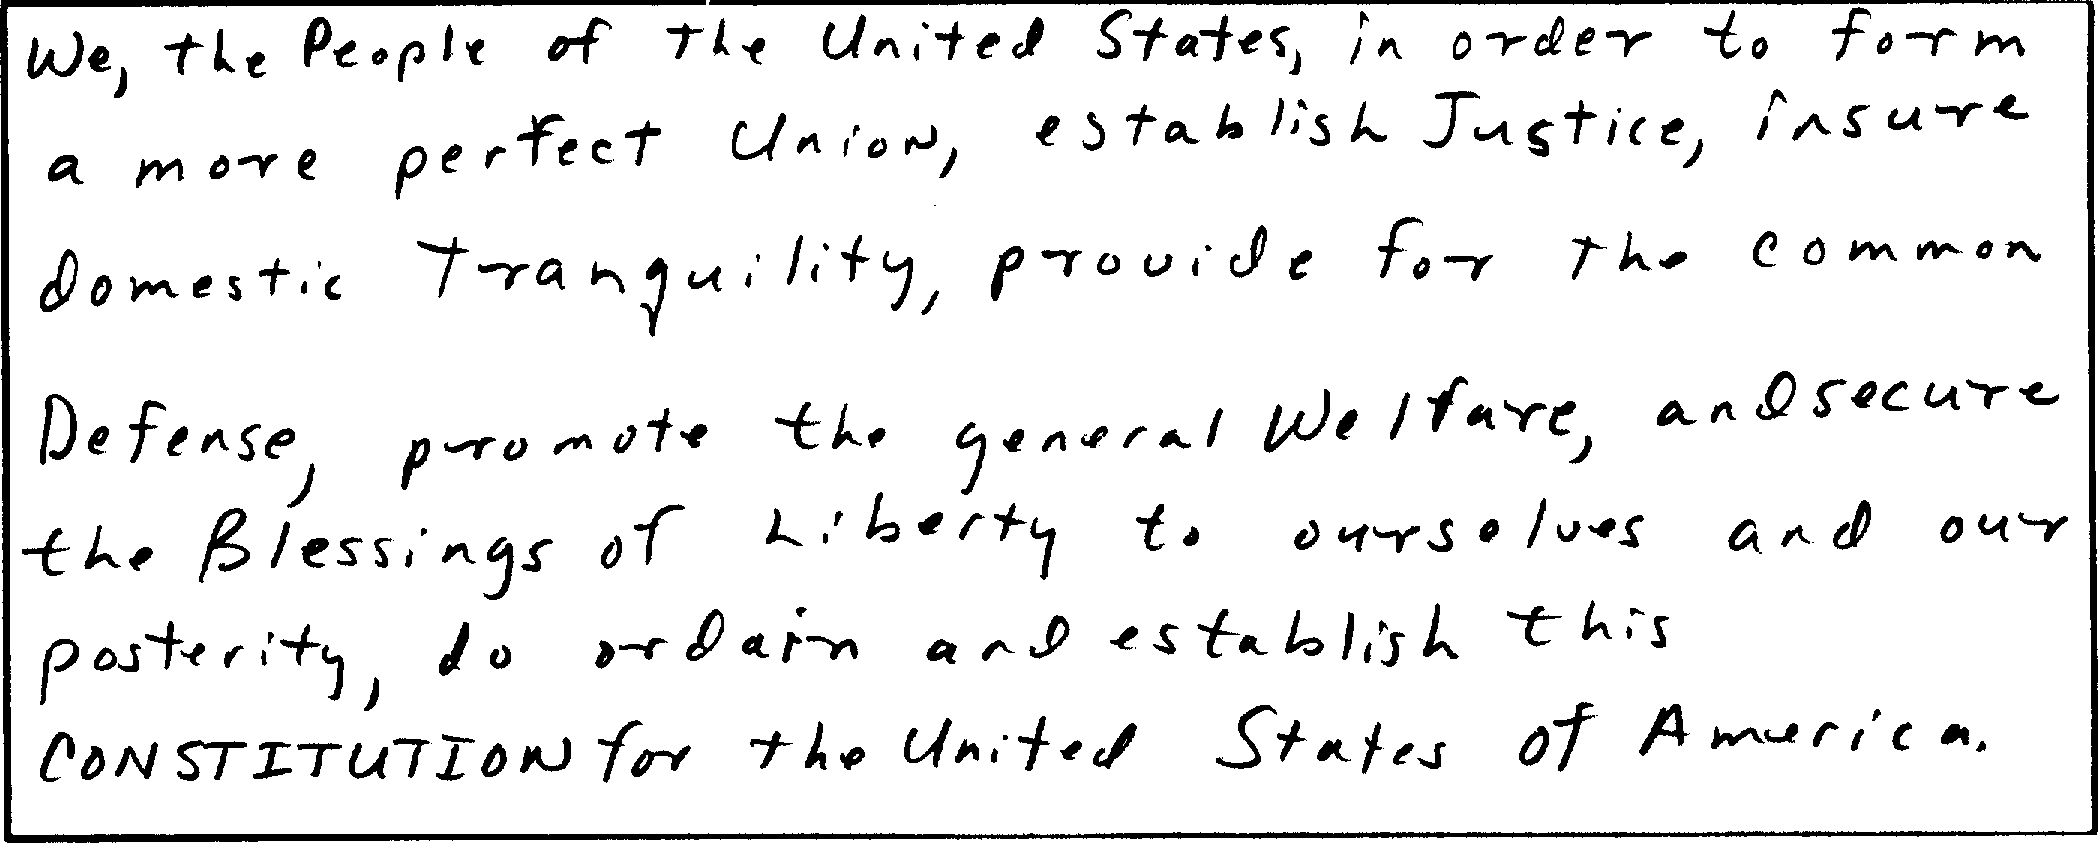 We, the People of the United States, in order to form
a more perfect Union, establish Justice, insure
domestic Tranquility, provide for the common
Defense, promote the general Welfare, and secure
the Blessings of Liberty to ourselves and our
posterity, do ordain and establish this
CONSTITUTION for the United States of America.